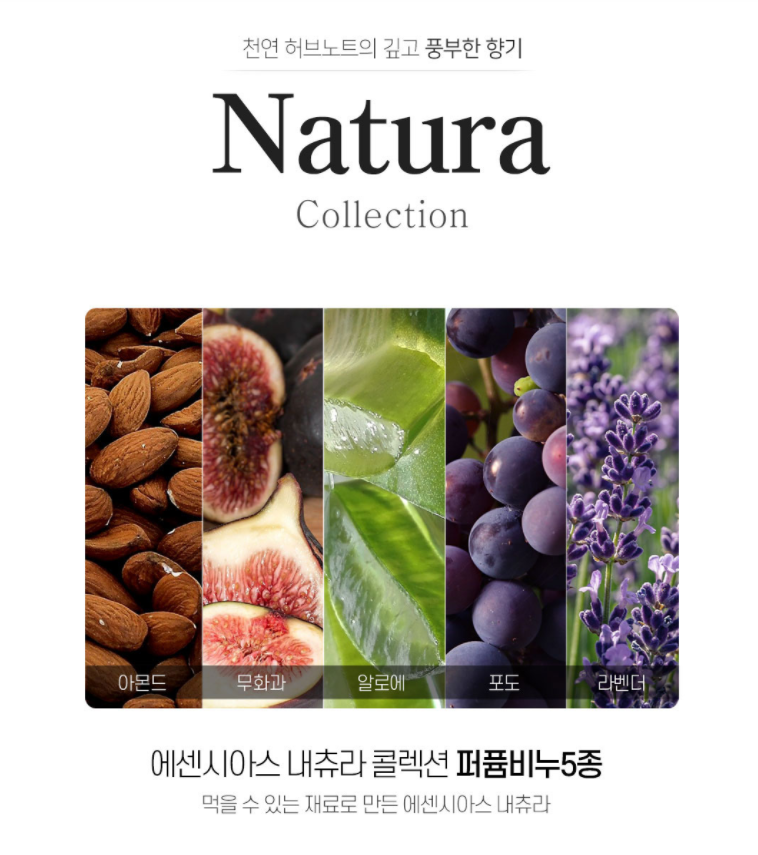 천연 허브노트의 깊고 풍부한 향기
Natura
Collection
아몬드 무화과 알로에 포도 라벤더
에센시아스 내츄라 콜렉션 퍼퓸비누5종
먹을 수 있는 재료로 만든 에센시아스 내츄라